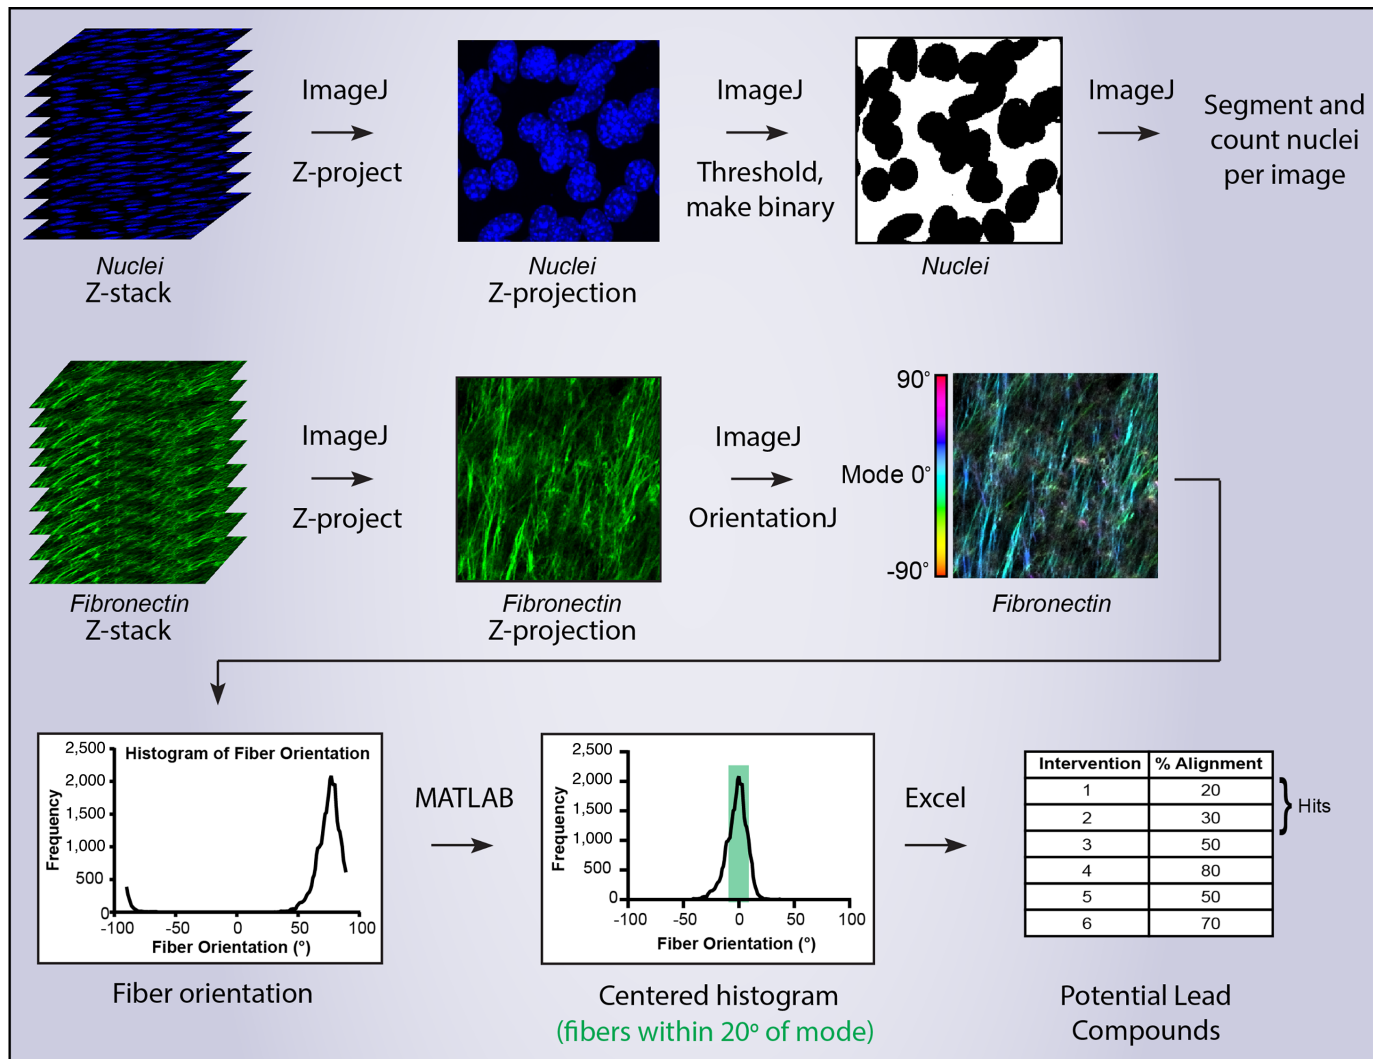 ImageJ
Z-project
ImageJ
Threshold,
make binary
ImageJ
Segment and
count nuclei
per image
Nuclei
Z-stack
Nuclei
Z-projection
Nuclei
ImageJ
Z-project
ImageJ
OrientationJ
90°
Mode 0°
-90°
Fibronectin
Z-stack
Fibronectin
Z-projection
Fibronectin
Histogram of Fiber Orientation
Frequency
2,500
2,000
1,500
1,000
500
0
-100
-50
0
50
100
Fiber Orientation (°)
Fiber orientation
MATLAB
Frequency
2,500
2,000
1,500
1,000
500
0
-100
-50
0
50
100
Fiber Orientation (°)
Centered histogram
(fibers within 20º of mode)
Excel
Intervention % Alignment
1 20
2 30
3 50
4 80
5 50
6 70
Hits
Potential Lead
Compounds